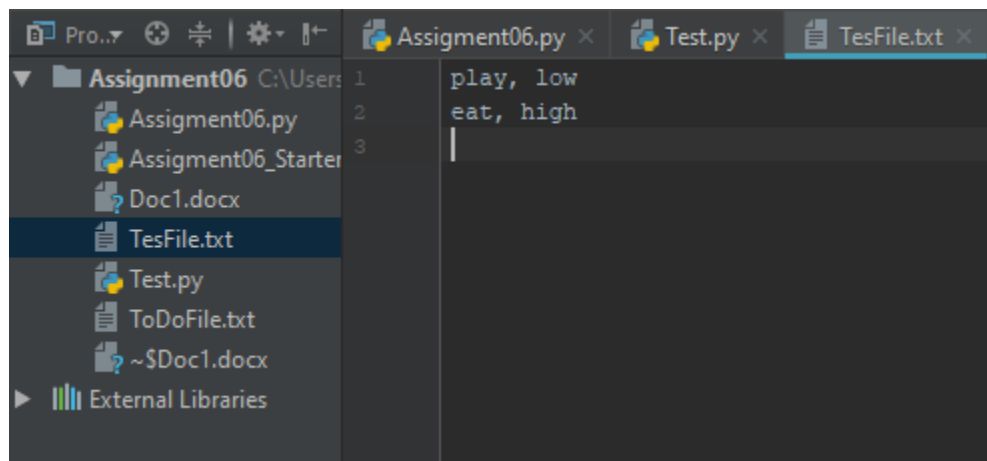 Pro..
Assigment06.py
Test.py
TesFile.txt
Assignment06 C:\Users
Assigment06.py
Assigment06_Starter
Doc1.docx
TesFile.txt
Test.py
ToDoFile.txt
~$Doc1.docx
External Libraries
1 play, low
2 eat, high
3